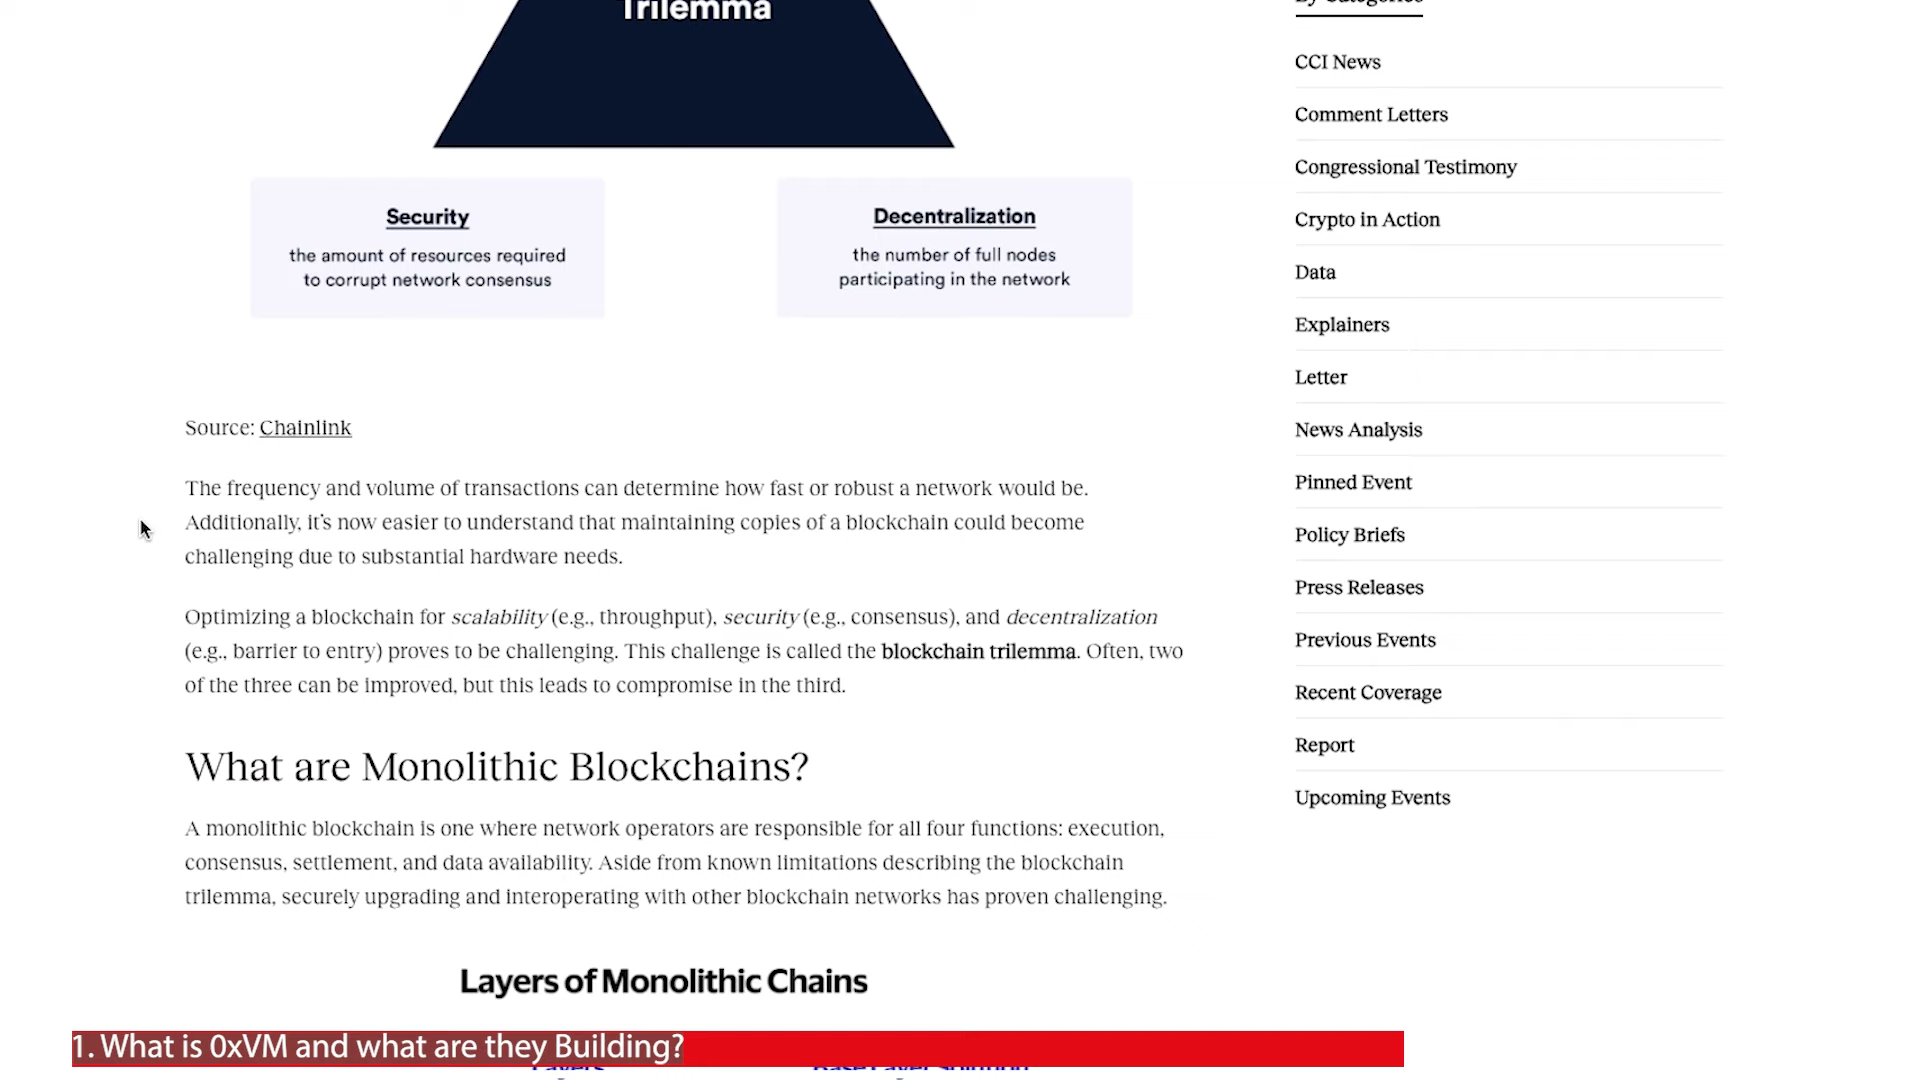 Trilemma
Security
the amount of resources required
to corrupt network consensus
Decentralization
the number of full nodes
participating in the network
Source: Chainlink
The frequency and volume of transactions can determine how fast or robust a network would be.
Additionally, it's now easier to understand that maintaining copies of a blockchain could become
challenging due to substantial hardware needs.
Optimizing a blockchain for scalability (e.g., throughput), security (e.g., consensus), and decentralization
(e.g., barrier to entry) proves to be challenging. This challenge is called the blockchain trilemma. Often, two
of the three can be improved, but this leads to compromise in the third.
What are Monolithic Blockchains?
A monolithic blockchain is one where network operators are responsible for all four functions: execution,
consensus, settlement, and data availability. Aside from known limitations describing the blockchain
trilemma, securely upgrading and interoperating with other blockchain networks has proven challenging.
Layers of Monolithic Chains
Layers
Base Layer Solution
By Categories
CCI News
Comment Letters
Congressional Testimony
Crypto in Action
Data
Explainers
Letter
News Analysis
Pinned Event
Policy Briefs
Press Releases
Previous Events
Recent Coverage
Report
Upcoming Events
1. What is 0xVM and what are they Building?